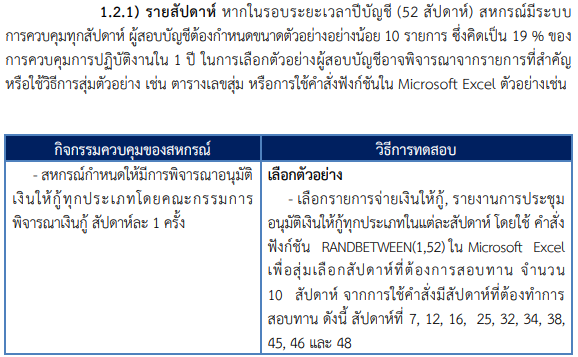 1.2.1) รายสัปดาห์ หากในรอบระยะเวลาปีบัญชี (52 สัปดาห์) สหกรณ์มีระบบ
การควบคุมทุกสัปดาห์ ผู้สอบบัญชีต้องกำหนดขนาดตัวอย่างอย่างน้อย 10 รายการ ซึ่งคิดเป็น 19 % ของ
การควบคุมการปฏิบัติงานใน 1 ปี ในการเลือกตัวอย่างผู้สอบบัญชีอาจพิจารณาจากรายการที่สำคัญ
หรือใช้วิธีการสุ่มตัวอย่าง เช่น ตารางเลขสุ่ม หรือการใช้คำสั่งฟังก์ชันใน Microsoft Excel ตัวอย่างเช่น
กิจกรรมควบคุมของสหกรณ์
- สหกรณ์กำหนดให้มีการพิจารณาอนุมัติ
เงินให้กู้ทุกประเภทโดยคณะกรรมการ
พิจารณาเงินกู้ สัปดาห์ละ 1 ครั้ง
วิธีการทดสอบ
เลือกตัวอย่าง
- เลือกรายการจ่ายเงินให้กู้, รายงานการประชุม
อนุมัติเงินให้กู้ทุกประเภทในแต่ละสัปดาห์ โดยใช้ คำสั่ง
ฟังก์ชัน RANDBETWEEN(1,52) ใน Microsoft Excel
เพื่อสุ่มเลือกสัปดาห์ที่ต้องการสอบทาน จำนวน
10 สัปดาห์ จากการใช้คำสั่งมีสัปดาห์ที่ต้องทำการ
สอบทาน ดังนี้ สัปดาห์ที่ 7, 12, 16, 25, 32, 34, 38,
45, 46 และ 48